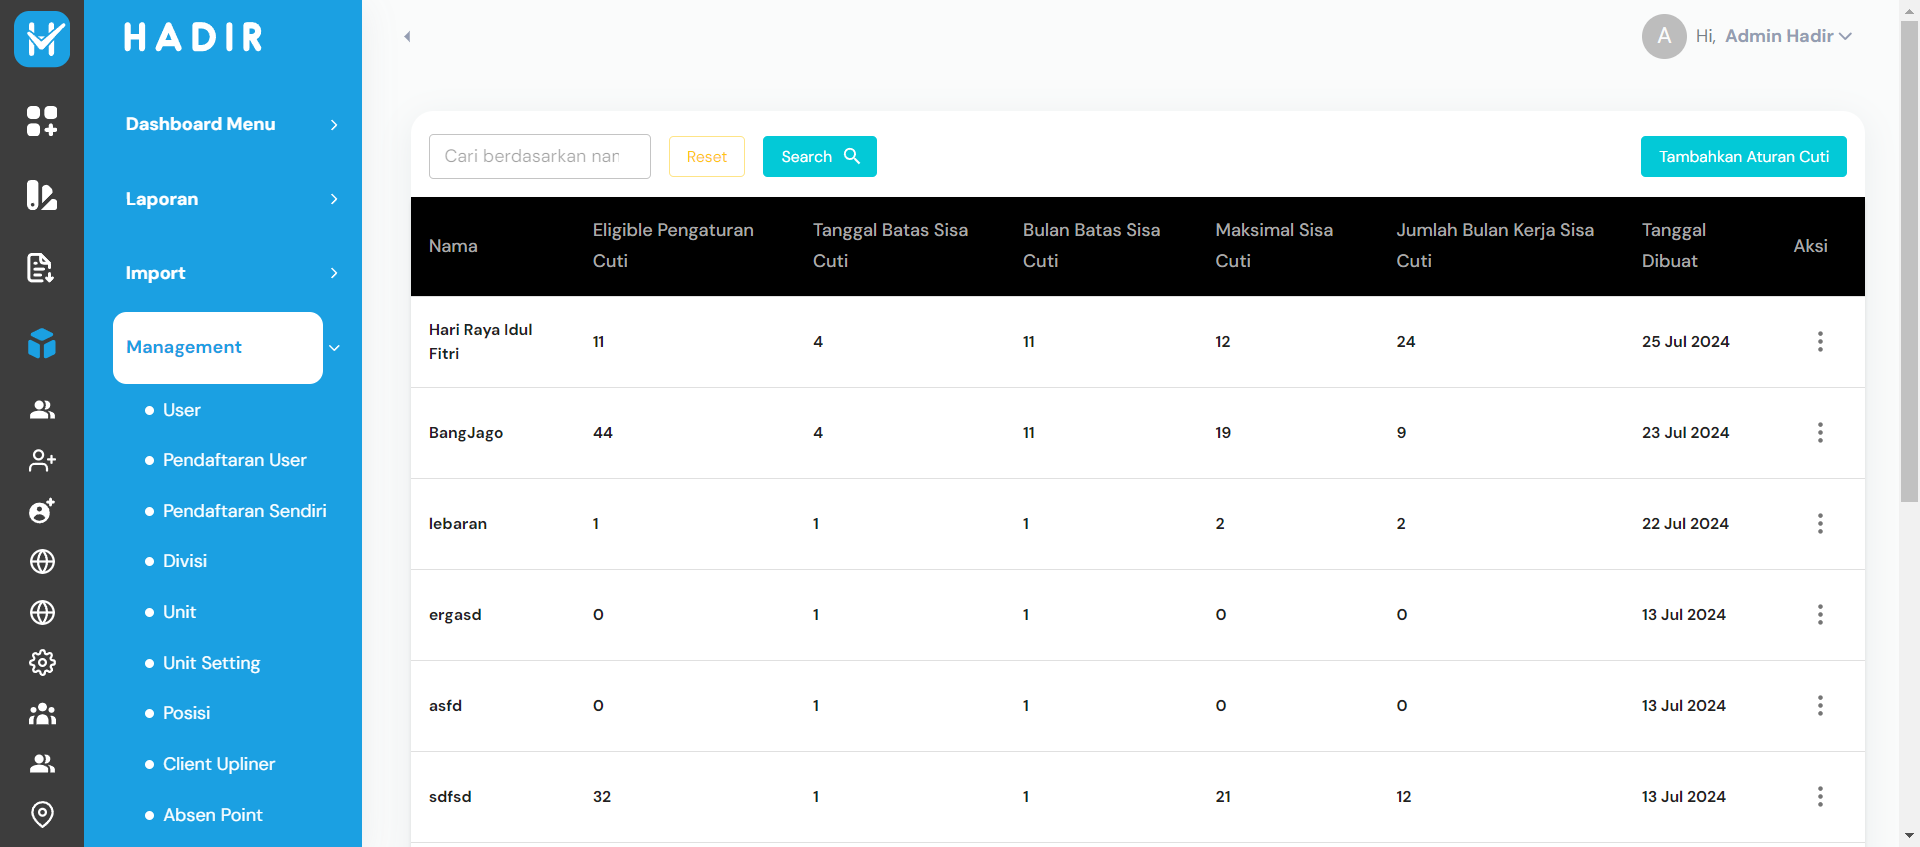 HADIR
Hi, Admin Hadir
A
Dashboard Menu
Laporan
Import
Management
User
Pendaftaran User
Pendaftaran Sendiri
Divisi
Unit
Unit Setting
Posisi
Client Upliner
Absen Point
Reset
Search
Tambahkan Aturan Cuti
Nama
Eligible Pengaturan
Cuti
Tanggal Batas Sisa
Cuti
Bulan Batas Sisa
Cuti
Maksimal Sisa
Cuti
Jumlah Bulan Kerja Sisa
Cuti
Tanggal
Dibuat
Aksi
Hari Raya Idul
Fitri
11 4 11 12 24 25 Jul 2024
BangJago 44 4 11 19 9 23 Jul 2024
lebaran 1 1 1 2 2 22 Jul 2024
ergasd 0 1 1 0 0 13 Jul 2024
asfd 0 1 1 0 0 13 Jul 2024
sdfsd 32 1 1 21 12 13 Jul 2024
Cari berdasarkan